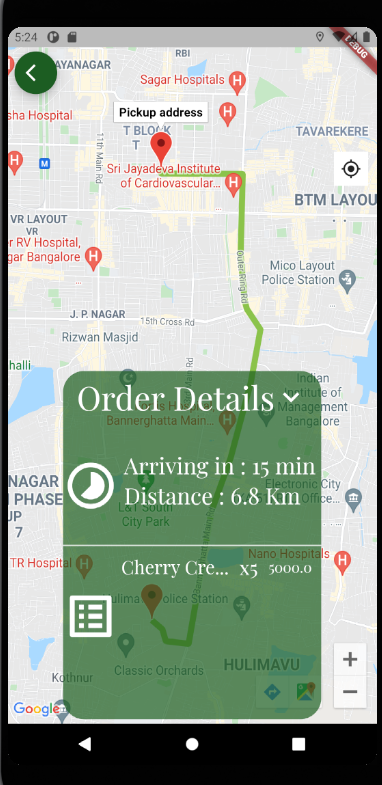 5:24
DEBUG
RBI
AYANAGAR
Sagar Hospitals
sha Hospital
Pickup address
T BLOCK
T
TAVAREKERE
11th Main Rd
Sri Jayadeva Institute
of Cardiovascular...
BTM LAYOU
VR LAYOUT
VR
er RV Hospital,
gar Bangalore
Outer Ring Rd
Mico Layout
Police Station
J. P. NAGAR
15th Cross Rd
Rizwan Masjid
halli
Indian
Institute of
Management
Bangalore
Order Details
Bannerghatta Main...
Arriving in : 15 min
Distance : 6.8 Km
Electronic City
Office...
NAGAR
PHASE
JP
7
L&T South
City Park
TR Hospital
Nano Hospitals
Cherry Cre... x5 5000.0
Police Station
Classic Orchards
HULIMAVU
Kothnur
+
−
Google